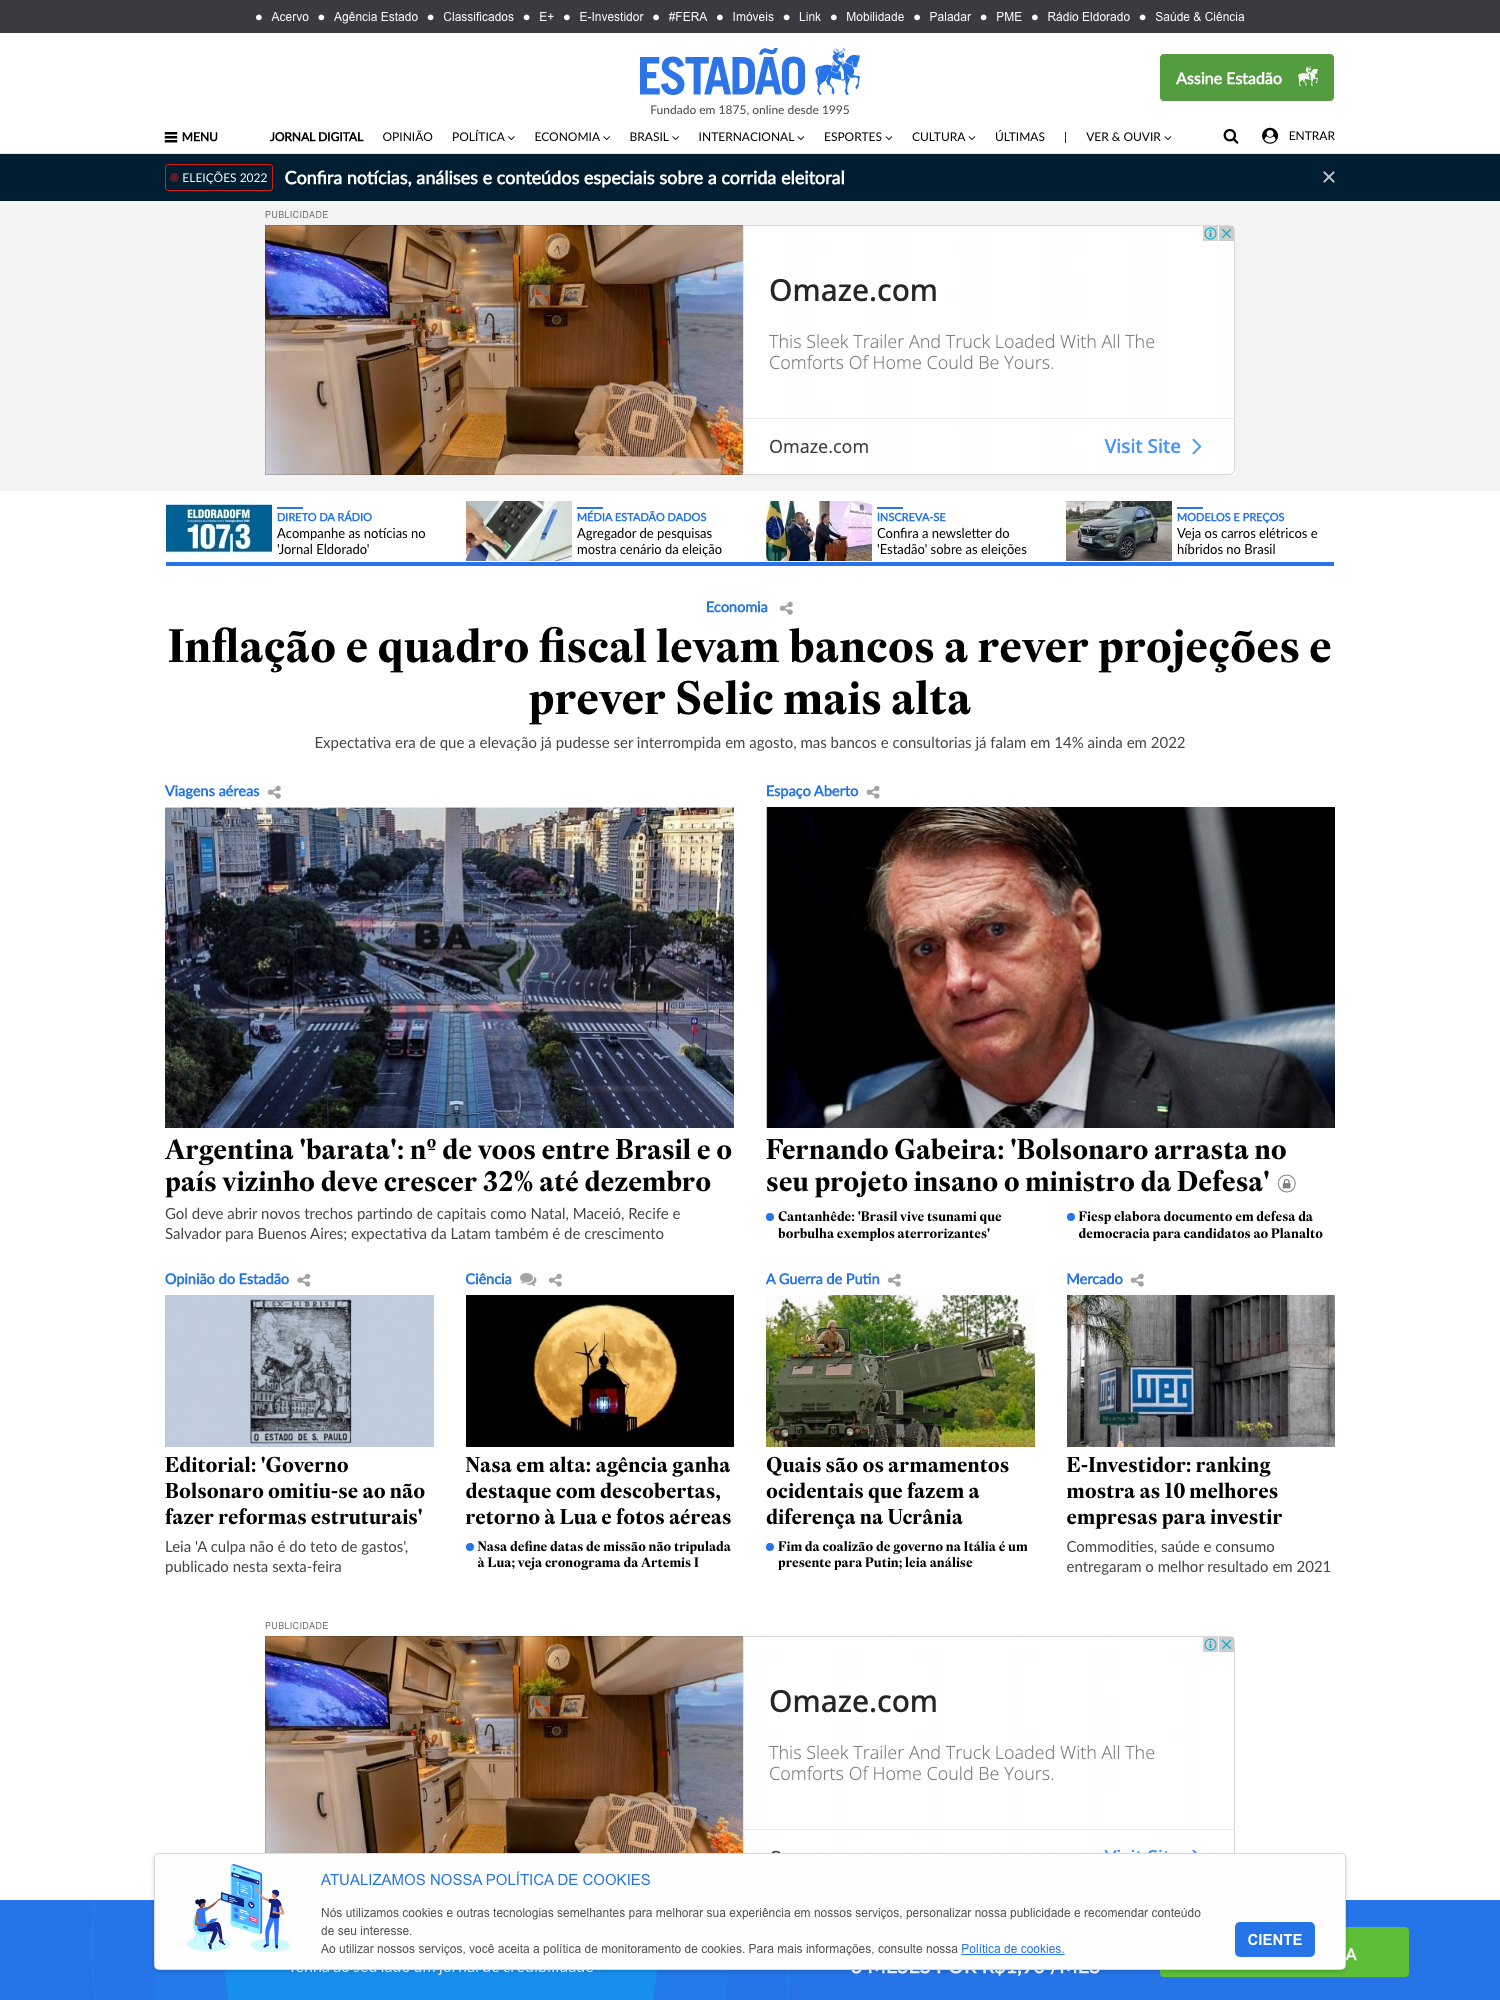 Acervo Agência Estado Classificados E+ E-Investidor #FERA Imóveis Link Mobilidade Paladar PME Rádio Eldorado Saúde & Ciência
ESTADÃO
Fundado em 1875, online desde 1995
Assine Estadão
MENU JORNAL DIGITAL OPINIÃO POLÍTICA ECONOMIA BRASIL INTERNACIONAL ESPORTES CULTURA ÚLTIMAS | VER & OUVIR ENTRAR
ELEIÇÕES 2022 Confira notícias, análises e conteúdos especiais sobre a corrida eleitoral
PUBLICIDADE
Omaze.com
This Sleek Trailer And Truck Loaded With All The
Comforts Of Home Could Be Yours.
Omaze.com Visit Site
ELDORADOFM
107,3
DIRETO DA RÁDIO
Acompanhe as notícias no
'Jornal Eldorado'
MÉDIA ESTADÃO DADOS
Agregador de pesquisas
mostra cenário da eleição
INSCREVA-SE
Confira a newsletter do
'Estadão' sobre as eleições
MODELOS E PREÇOS
Veja os carros elétricos e
híbridos no Brasil
Economia
Inflação e quadro fiscal levam bancos a rever projeções e
prever Selic mais alta
Expectativa era de que a elevação já pudesse ser interrompida em agosto, mas bancos e consultorias já falam em 14% ainda em 2022
Viagens aéreas
BA
Argentina 'barata': nº de voos entre Brasil e o
país vizinho deve crescer 32% até dezembro
Gol deve abrir novos trechos partindo de capitais como Natal, Maceió, Recife e
Salvador para Buenos Aires; expectativa da Latam também é de crescimento
Espaço Aberto
Fernando Gabeira: 'Bolsonaro arrasta no
seu projeto insano o ministro da Defesa'
Cantanhêde: 'Brasil vive tsunami que
borbulha exemplos aterrorizantes'
Fiesp elabora documento em defesa da
democracia para candidatos ao Planalto
Opinião do Estadão
EX-LIBRIS
O ESTADO DE S. PAULO
Editorial: 'Governo
Bolsonaro omitiu-se ao não
fazer reformas estruturais'
Leia 'A culpa não é do teto de gastos',
publicado nesta sexta-feira
Ciência
Nasa em alta: agência ganha
destaque com descobertas,
retorno à Lua e fotos aéreas
Nasa define datas de missão não tripulada
à Lua; veja cronograma da Artemis I
A Guerra de Putin
Quais são os armamentos
ocidentais que fazem a
diferença na Ucrânia
Fim da coalizão de governo na Itália é um
presente para Putin; leia análise
Mercado
weg
E-Investidor: ranking
mostra as 10 melhores
empresas para investir
Commodities, saúde e consumo
entregaram o melhor resultado em 2021
PUBLICIDADE
Omaze.com
This Sleek Trailer And Truck Loaded With All The
Comforts Of Home Could Be Yours.
Visit Site
ATUALIZAMOS NOSSA POLÍTICA DE COOKIES
Nós utilizamos cookies e outras tecnologias semelhantes para melhorar sua experiência em nossos serviços, personalizar nossa publicidade e recomendar conteúdo
de seu interesse.
Ao utilizar nossos serviços, você aceita a política de monitoramento de cookies. Para mais informações, consulte nossa Política de cookies.
CIENTE
A